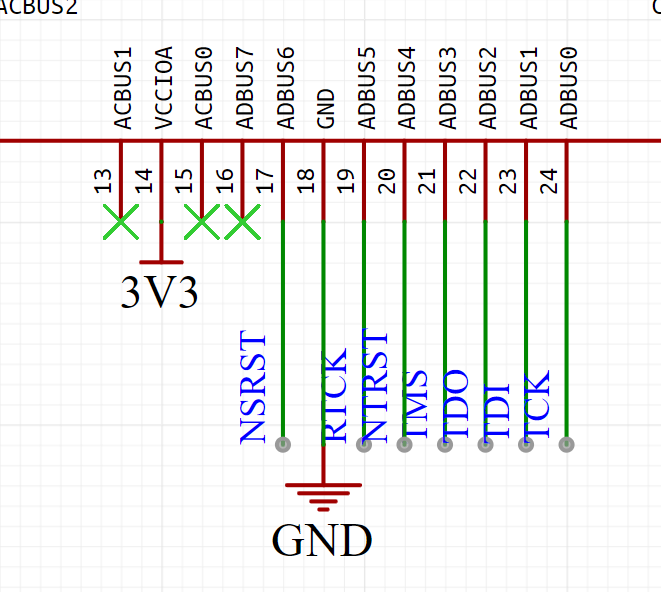 ACBUS2
ACBUS1
VCCIOA
ACBUS0
ADBUS7
ADBUS6
GND
ADBUS5
ADBUS4
ADBUS3
ADBUS2
ADBUS1
ADBUS0
13
14
15
16
17
18
19
20
21
22
23
24
3V3
NSRST
RTCK
NTRST
TMS
TDO
TDI
TCK
GND